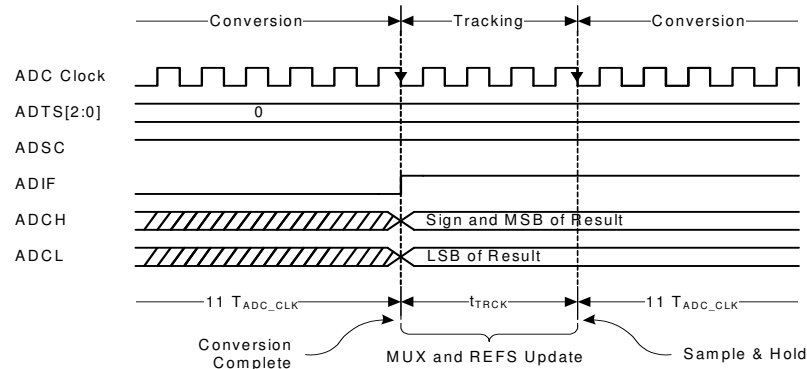 Conversion Tracking Conversion
ADC Clock
ADTS[2:0] 0
ADSC
ADIF
ADCH Sign and MSB of Result
ADCL LSB of Result
11 TADC_CLK tTRCK 11 TADC_CLK
Conversion Complete
MUX and REFS Update
Sample & Hold